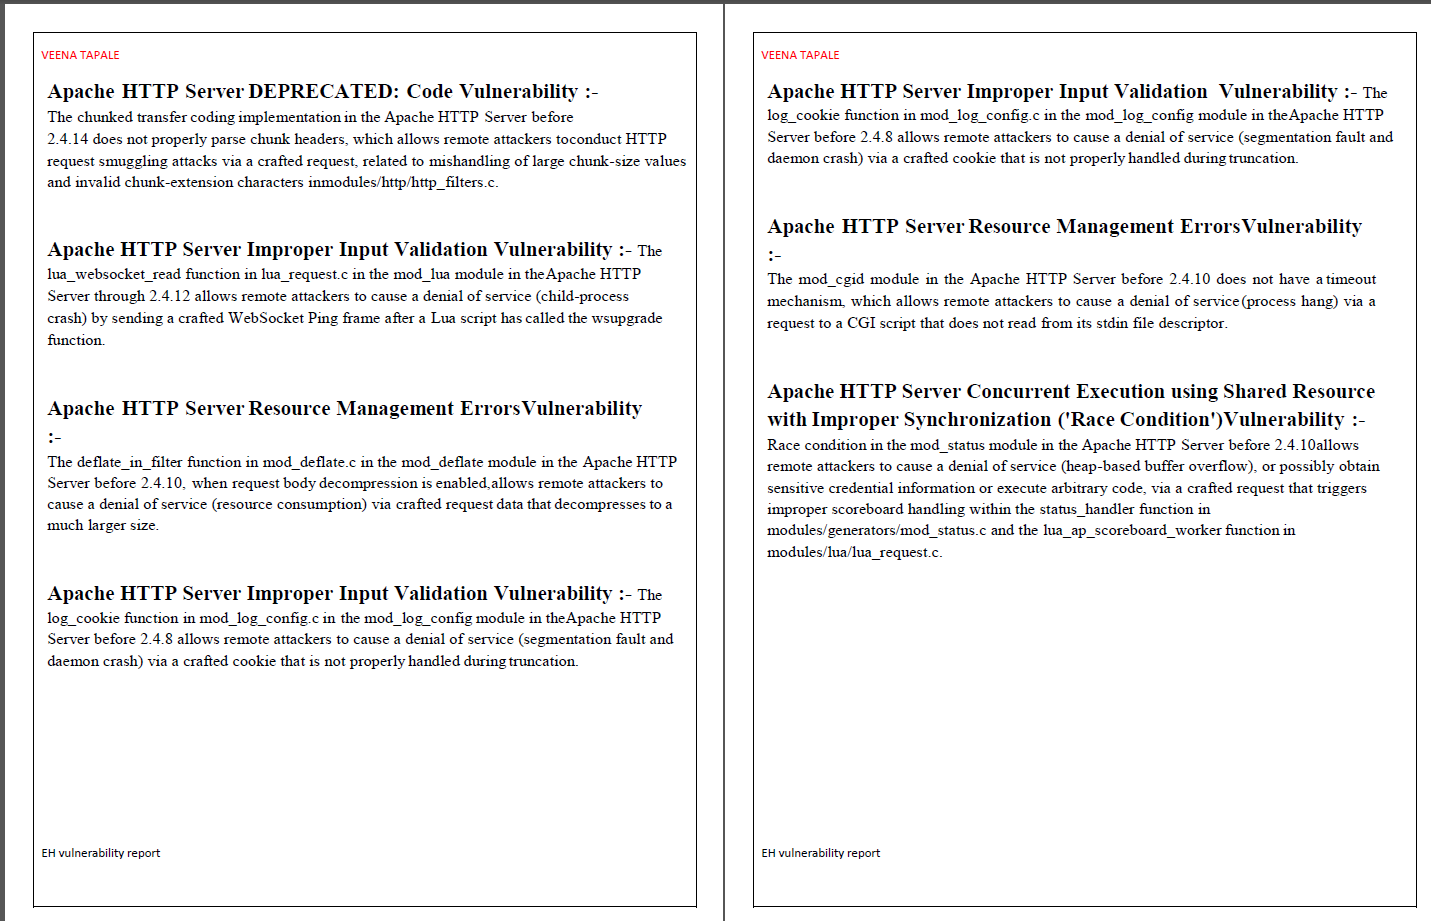 VEENA TAPALE
Apache HTTP Server DEPRECATED: Code Vulnerability :-
The chunked transfer coding implementation in the Apache HTTP Server before
2.4.14 does not properly parse chunk headers, which allows remote attackers toconduct HTTP
request smuggling attacks via a crafted request, related to mishandling of large chunk-size values
and invalid chunk-extension characters inmodules/http/http_filters.c.
Apache HTTP Server Improper Input Validation Vulnerability :- The
lua_websocket_read function in lua_request.c in the mod_lua module in theApache HTTP
Server through 2.4.12 allows remote attackers to cause a denial of service (child-process
crash) by sending a crafted WebSocket Ping frame after a Lua script has called the wsupgrade
function.
Apache HTTP Server Resource Management ErrorsVulnerability
:-
The deflate_in_filter function in mod_deflate.c in the mod_deflate module in the Apache HTTP
Server before 2.4.10, when request body decompression is enabled,allows remote attackers to
cause a denial of service (resource consumption) via crafted request data that decompresses to a
much larger size.
Apache HTTP Server Improper Input Validation Vulnerability :- The
log_cookie function in mod_log_config.c in the mod_log_config module in theApache HTTP
Server before 2.4.8 allows remote attackers to cause a denial of service (segmentation fault and
daemon crash) via a crafted cookie that is not properly handled during truncation.
EH vulnerability report
VEENA TAPALE
Apache HTTP Server Improper Input Validation Vulnerability :- The
log_cookie function in mod_log_config.c in the mod_log_config module in theApache HTTP
Server before 2.4.8 allows remote attackers to cause a denial of service (segmentation fault and
daemon crash) via a crafted cookie that is not properly handled during truncation.
Apache HTTP Server Resource Management ErrorsVulnerability
:-
The mod_cgid module in the Apache HTTP Server before 2.4.10 does not have a timeout
mechanism, which allows remote attackers to cause a denial of service (process hang) via a
request to a CGI script that does not read from its stdin file descriptor.
Apache HTTP Server Concurrent Execution using Shared Resource
with Improper Synchronization ('Race Condition')Vulnerability :-
Race condition in the mod_status module in the Apache HTTP Server before 2.4.10allows
remote attackers to cause a denial of service (heap-based buffer overflow), or possibly obtain
sensitive credential information or execute arbitrary code, via a crafted request that triggers
improper scoreboard handling within the status_handler function in
modules/generators/mod_status.c and the lua_ap_scoreboard_worker function in
modules/lua/lua_request.c.
EH vulnerability report